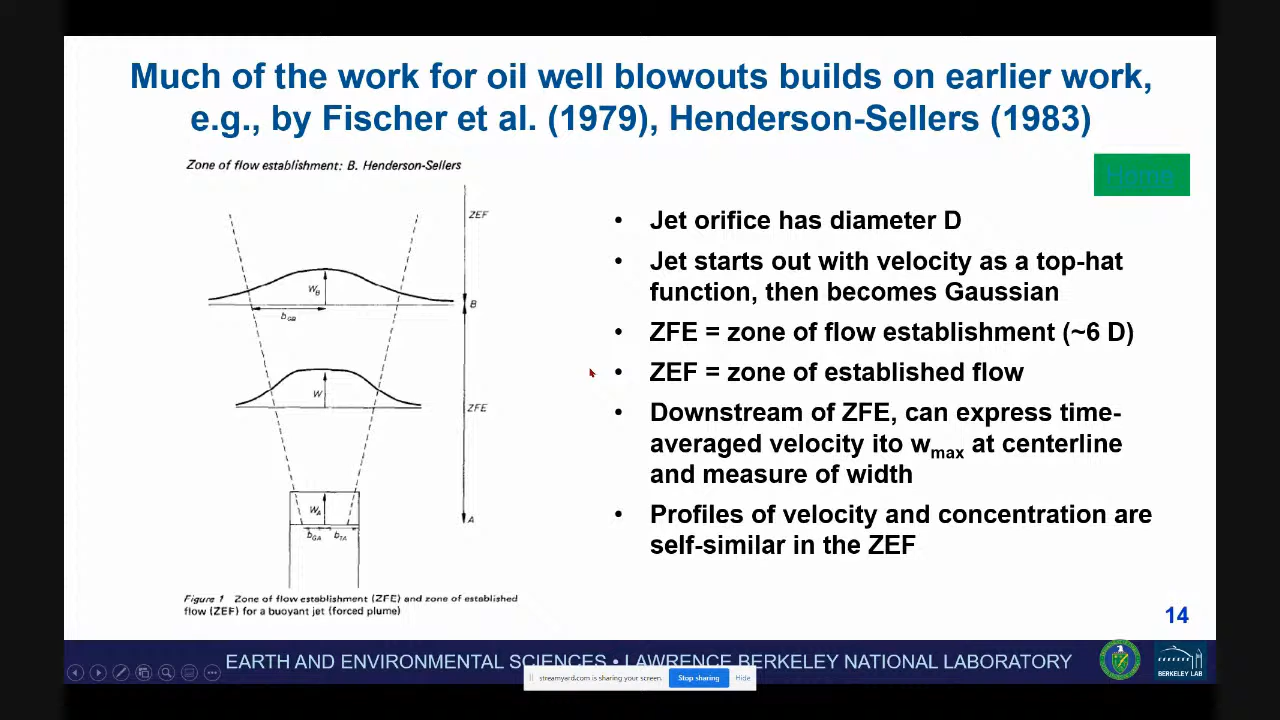 Much of the work for oil well blowouts builds on earlier work,
e.g., by Fischer et al. (1979), Henderson-Sellers (1983)
Zone of flow establishment: B. Henderson-Sellers
Home
ZEF
WB
B
bGB
W
ZFE
WA
A
bGA
bTA
Figure 1 Zone of flow establishment (ZFE) and zone of established
flow (ZEF) for a buoyant jet (forced plume)
• Jet orifice has diameter D
• Jet starts out with velocity as a top-hat
function, then becomes Gaussian
• ZFE = zone of flow establishment (~6 D)
• ZEF = zone of established flow
• Downstream of ZFE, can express time-
averaged velocity ito wmax at centerline
and measure of width
• Profiles of velocity and concentration are
self-similar in the ZEF
14
EARTH AND ENVIRONMENTAL SCIENCES • LAWRENCE BERKELEY NATIONAL LABORATORY
BERKELEY LAB
streamyard.com is sharing your screen.
Stop sharing
Hide